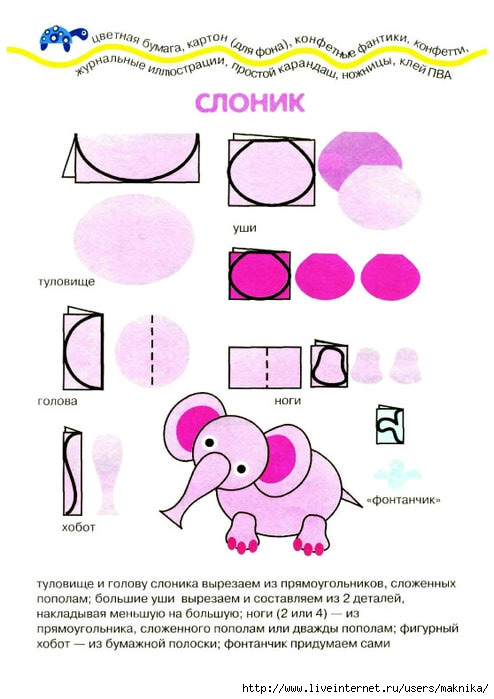 цветная бумага, картон (для фона), конфетные фантики, конфетти,
журнальные иллюстрации, простой карандаш, ножницы, клей ПВА
СЛОНИК
уши
туловище
голова
ноги
«фонтанчик»
хобот
туловище и голову слоника вырезаем из прямоугольников, сложенных
пополам; большие уши вырезаем и составляем из 2 деталей,
накладывая меньшую на большую; ноги (2 или 4) — из
прямоугольника, сложенного пополам или дважды пополам; фигурный
хобот — из бумажной полоски; фонтанчик придумаем сами
http://www.liveinternet.ru/users/maknika/